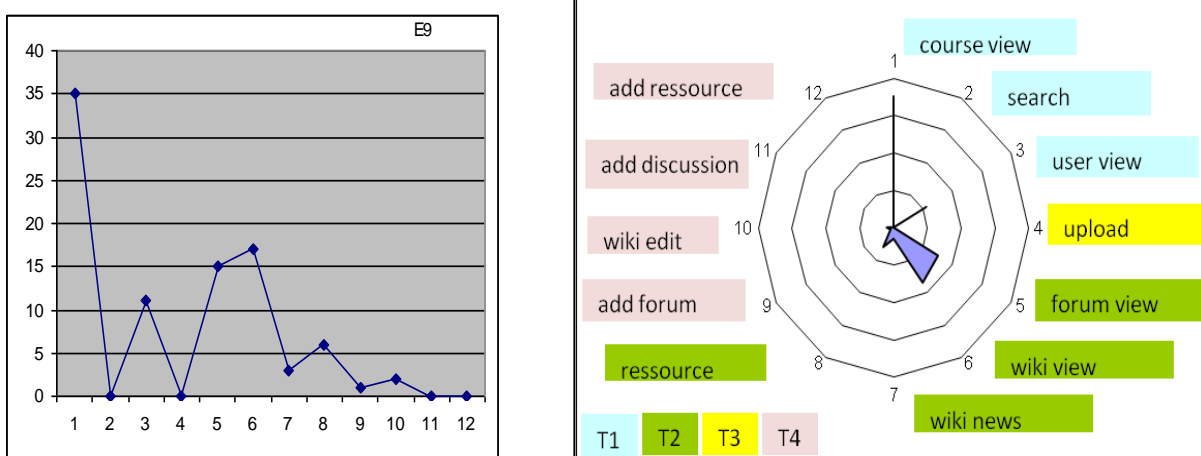 E9
40
35
30
25
20
15
10
5
0
1 2 3 4 5 6 7 8 9 10 11 12
course view
1
add ressource
12
2
search
11
3
add discussion
user view
wiki edit
10
4
upload
add forum
9
5
forum view
ressource
8
6
wiki view
7
wiki news
T1 T2 T3 T4